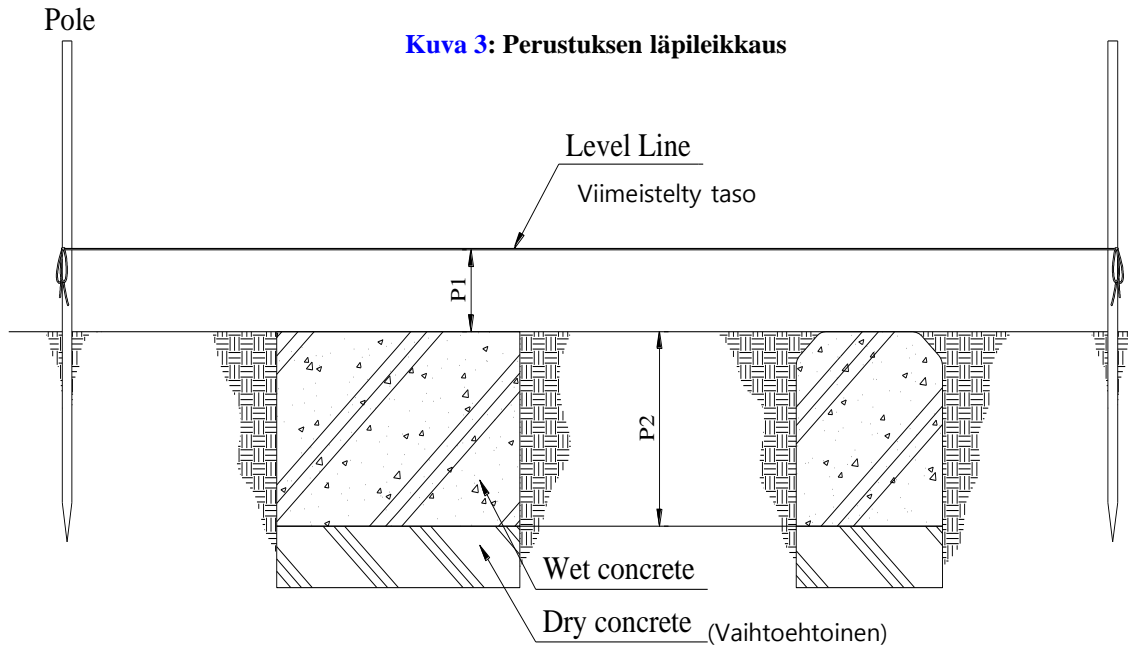 Pole
Kuva 3: Perustuksen läpileikkaus
Level Line
Viimeistelty taso
P1
P2
Wet concrete
Dry concrete (Vaihtoehtoinen)